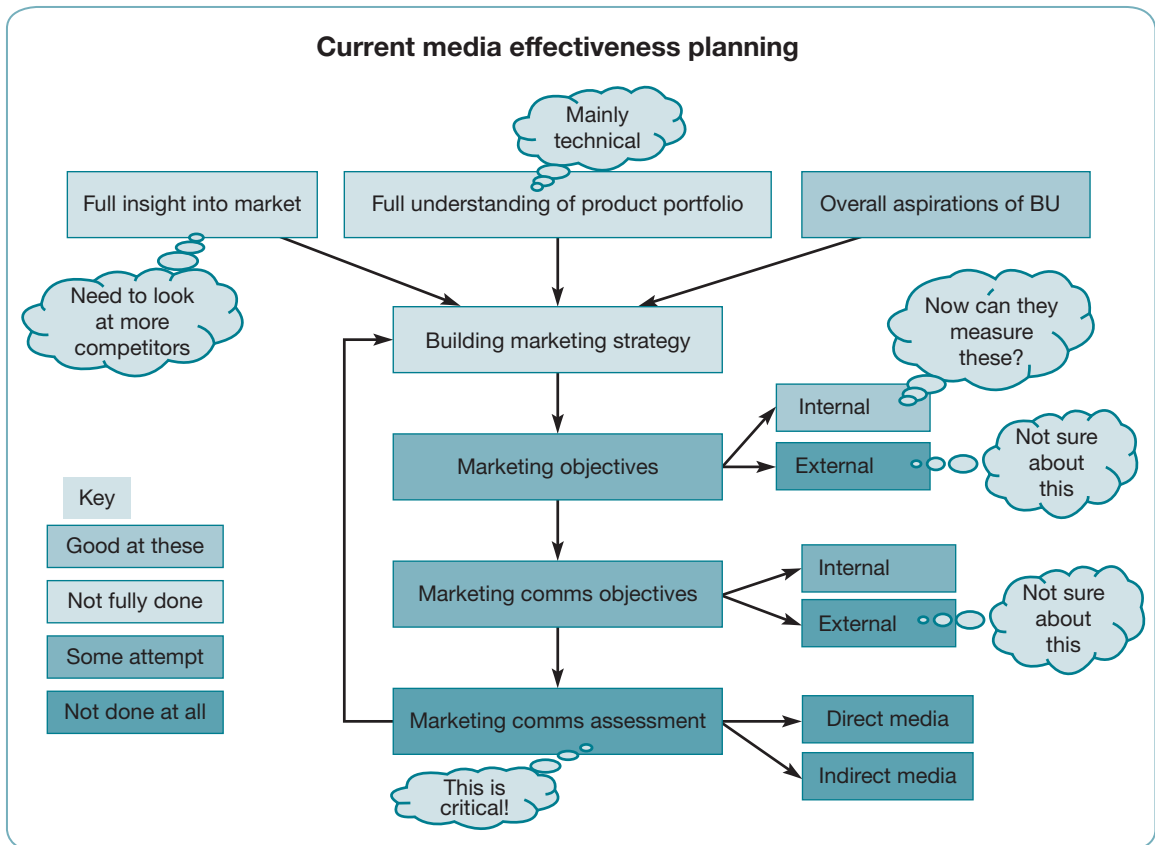 Current media effectiveness planning
Mainly
technical
Full insight into market
Full understanding of product portfolio
Overall aspirations of BU
Need to look
at more
competitors
Building marketing strategy
Now can they
measure
these?
Internal
Marketing objectives
External
Not sure
about
this
Key
Good at these
Not fully done
Some attempt
Not done at all
Marketing comms objectives
Internal
External
Not sure
about
this
Marketing comms assessment
Direct media
Indirect media
This is
critical!